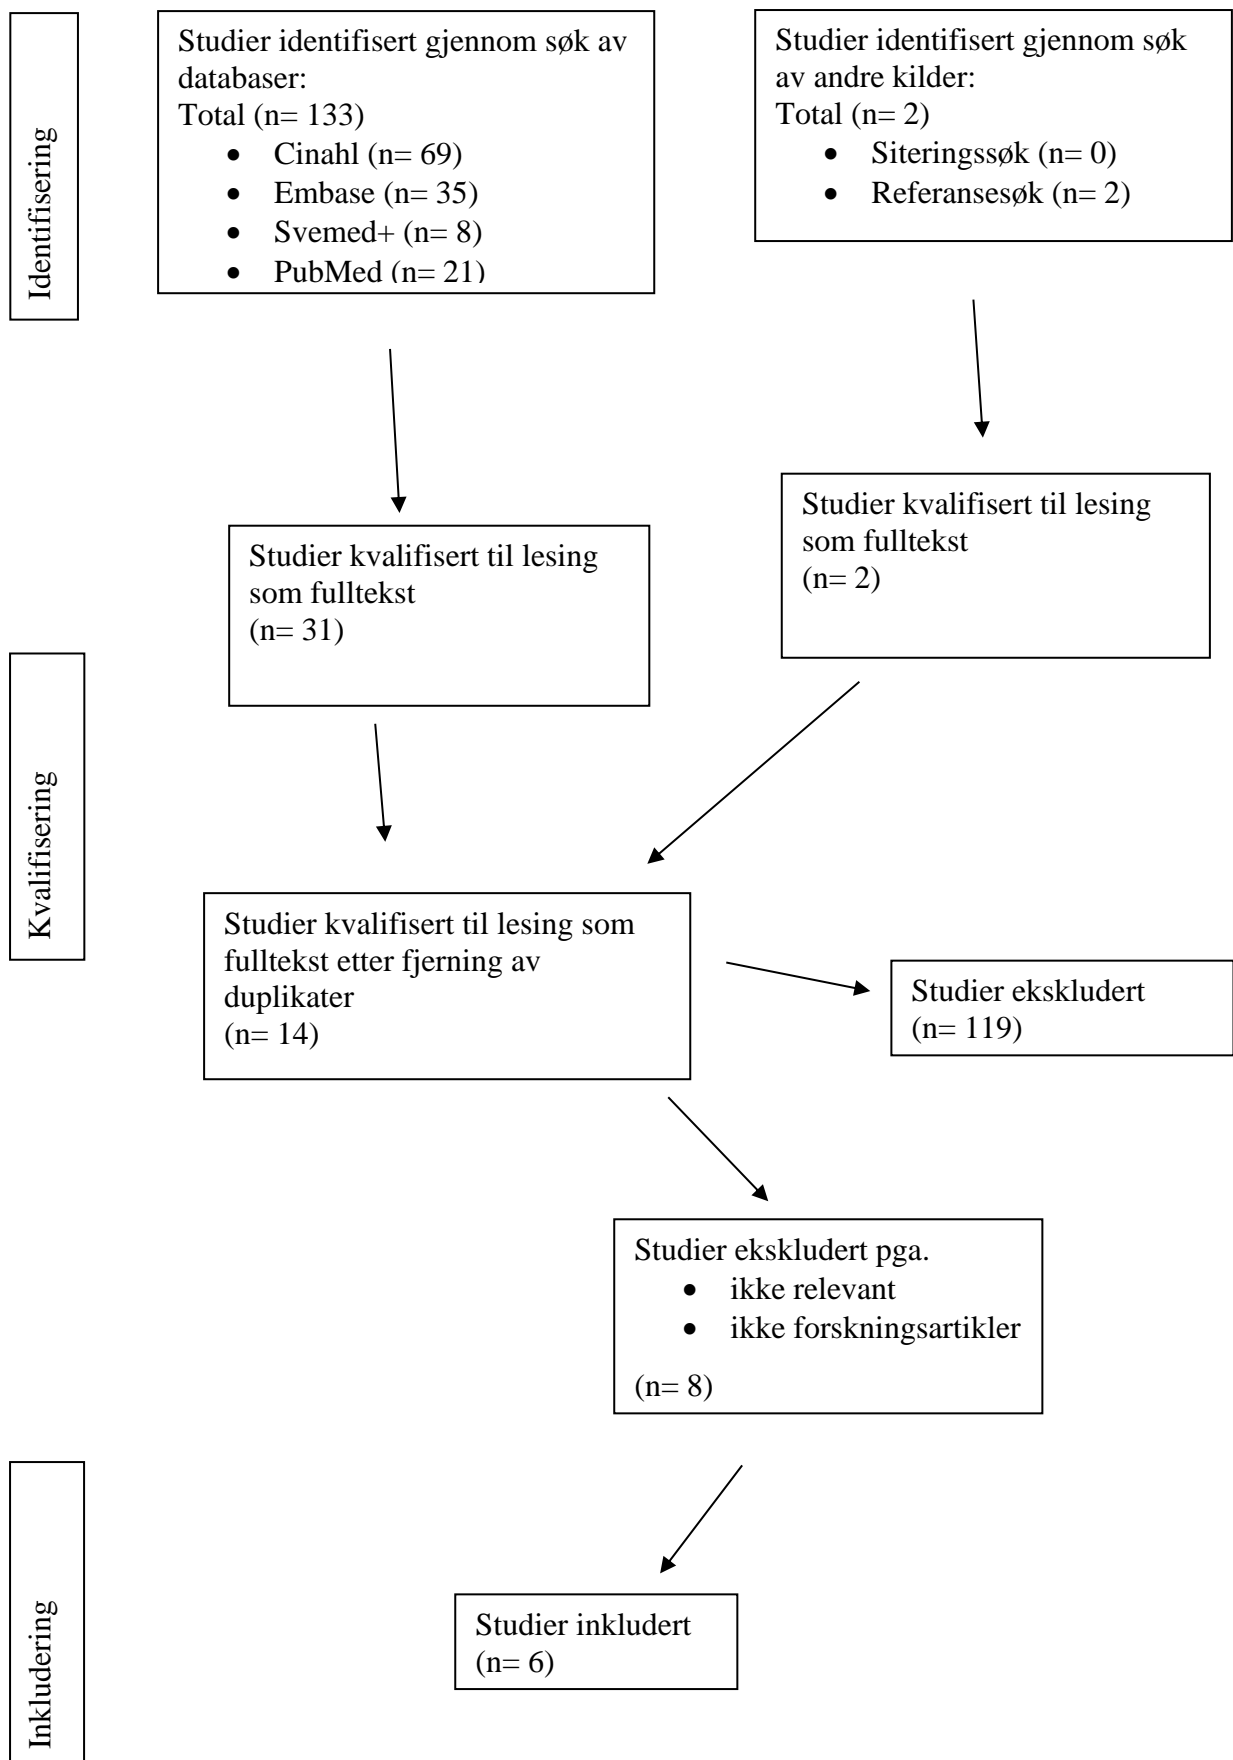 Identifisering
Studier identifisert gjennom søk av
databaser:
Total (n= 133)
• Cinahl (n= 69)
• Embase (n= 35)
• Svemed+ (n= 8)
• PubMed (n= 21)
Studier identifisert gjennom søk
av andre kilder:
Total (n= 2)
• Siteringssøk (n= 0)
• Referansesøk (n= 2)
Studier kvalifisert til lesing
som fulltekst
(n= 31)
Studier kvalifisert til lesing
som fulltekst
(n= 2)
Kvalifisering
Studier kvalifisert til lesing som
fulltekst etter fjerning av
duplikater
(n= 14)
Studier ekskludert
(n= 119)
Studier ekskludert pga.
• ikke relevant
• ikke forskningsartikler
(n= 8)
Inkludering
Studier inkludert
(n= 6)